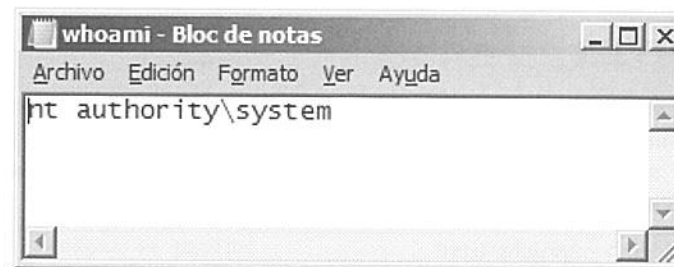 whoami - Bloc de notas
Archivo Edición Formato Ver Ayuda
nt authority\system